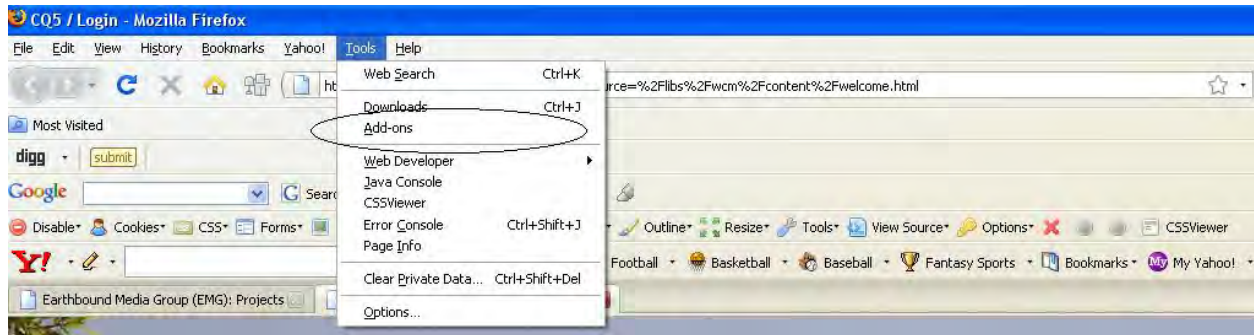 CQ5 / Login - Mozilla Firefox
File Edit View History Bookmarks Yahoo! Tools Help
Web Search Ctrl+K
ht
rce=%2Flibs%2Fwcm%2Fcontent%2Fwelcome.html
Downloads Ctrl+J
Most Visited
Add-ons
digg submit
Web Developer
Java Console
Google Searc
CSSViewer
Disable Cookies CSS Forms
Error Console Ctrl+Shift+J
Outline Resize Tools View Source Options CSSViewer
Page Info
Y!
Football Basketball Baseball Fantasy Sports Bookmarks My Yahoo!
Clear Private Data... Ctrl+Shift+Del
Earthbound Media Group (EMG): Projects
Options...